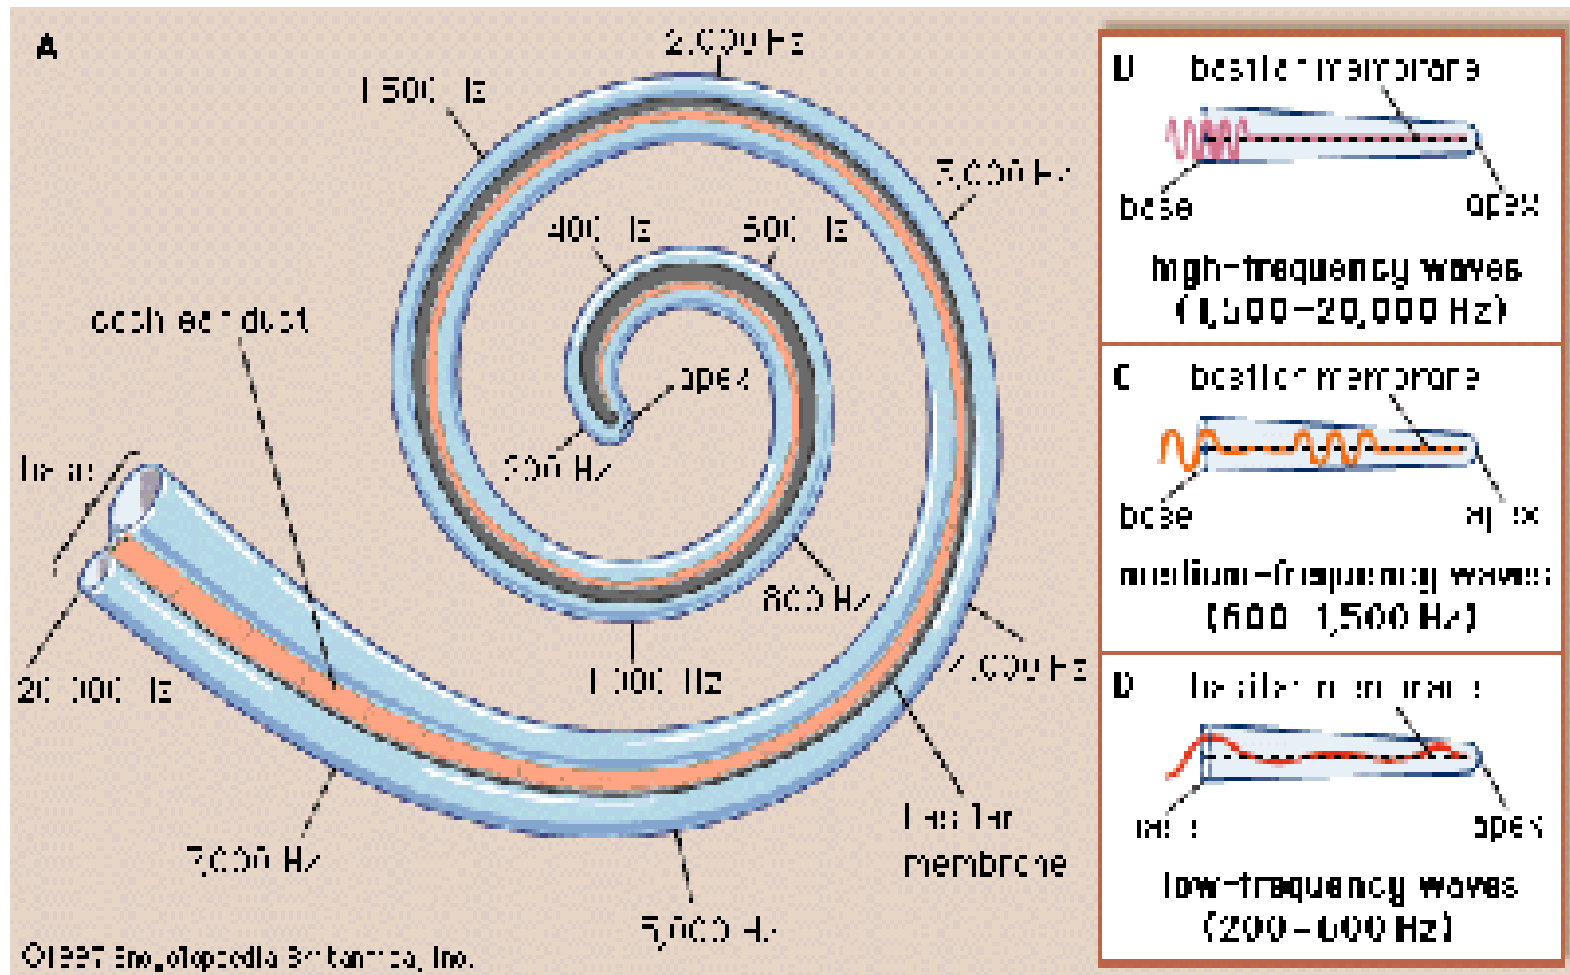 A
2,000 Hz
1,500 Hz
3,000 Hz
400 Hz
600 Hz
cochlear duct
apex
base
200 Hz
800 Hz
20,000 Hz
1,000 Hz
4,000 Hz
7,000 Hz
5,000 Hz
basilar
membrane
©1997 Encyclopaedia Britannica, Inc.
B
basilar membrane
base
apex
high-frequency waves
(1,500–20,000 Hz)
C
basilar membrane
base
apex
medium-frequency waves
(600–1,500 Hz)
D
basilar membrane
base
apex
low-frequency waves
(200–600 Hz)